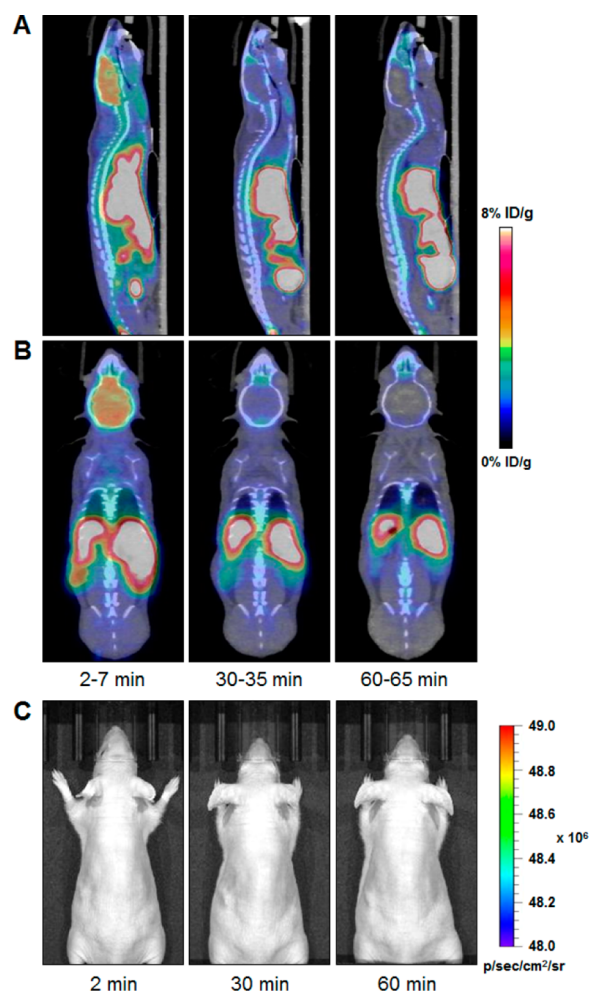 A
8% ID/g
0% ID/g
B
2-7 min
30-35 min
60-65 min
C
49.0
48.8
48.6
x 10⁶
48.4
48.2
48.0
p/sec/cm²/sr
2 min
30 min
60 min